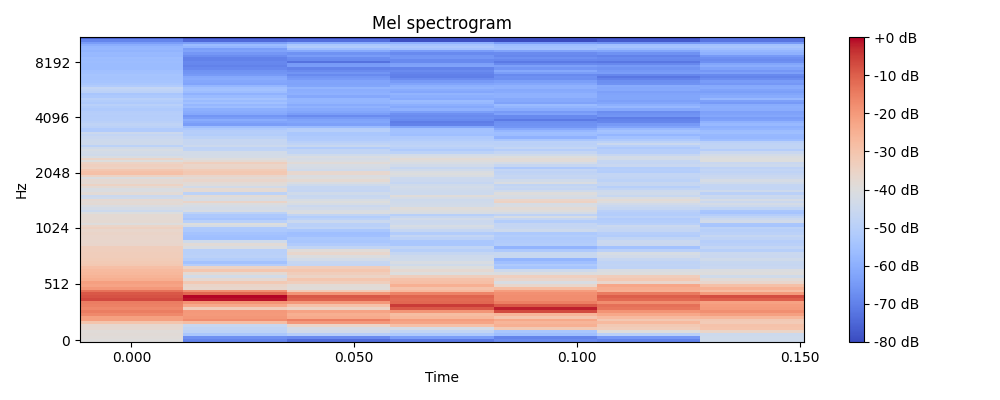 Mel spectrogram
Hz
8192
4096
2048
1024
512
0
0.000
0.050
0.100
0.150
Time
+0 dB
-10 dB
-20 dB
-30 dB
-40 dB
-50 dB
-60 dB
-70 dB
-80 dB